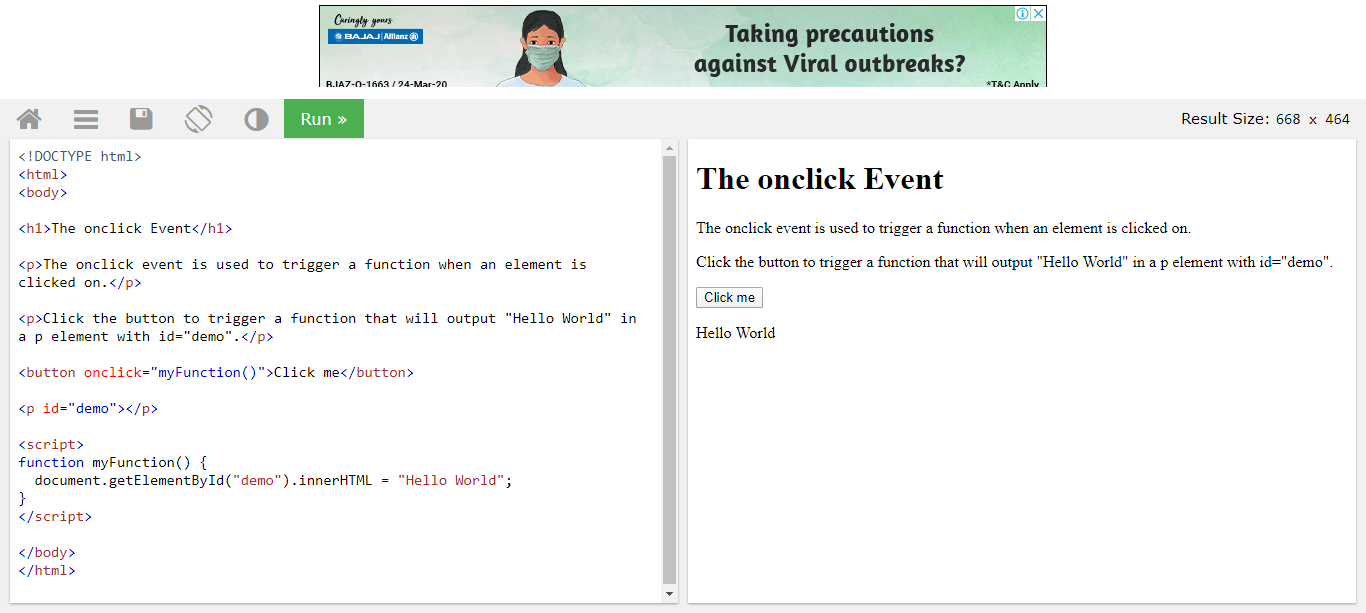 Caringly yours
BAJAJ | Allianz
Taking precautions
against Viral outbreaks?
BJAZ-O-1663 / 24-Mar-20
*T&C Apply
Run »
Result Size: 668 x 464
<!DOCTYPE html>
<html>
<body>
<h1>The onclick Event</h1>
<p>The onclick event is used to trigger a function when an element is
clicked on.</p>
<p>Click the button to trigger a function that will output "Hello World" in
a p element with id="demo".</p>
<button onclick="myFunction()">Click me</button>
<p id="demo"></p>
<script>
function myFunction() {
  document.getElementById("demo").innerHTML = "Hello World";
}
</script>
</body>
</html>
The onclick Event
The onclick event is used to trigger a function when an element is clicked on.
Click the button to trigger a function that will output "Hello World" in a p element with id="demo".
Click me
Hello World